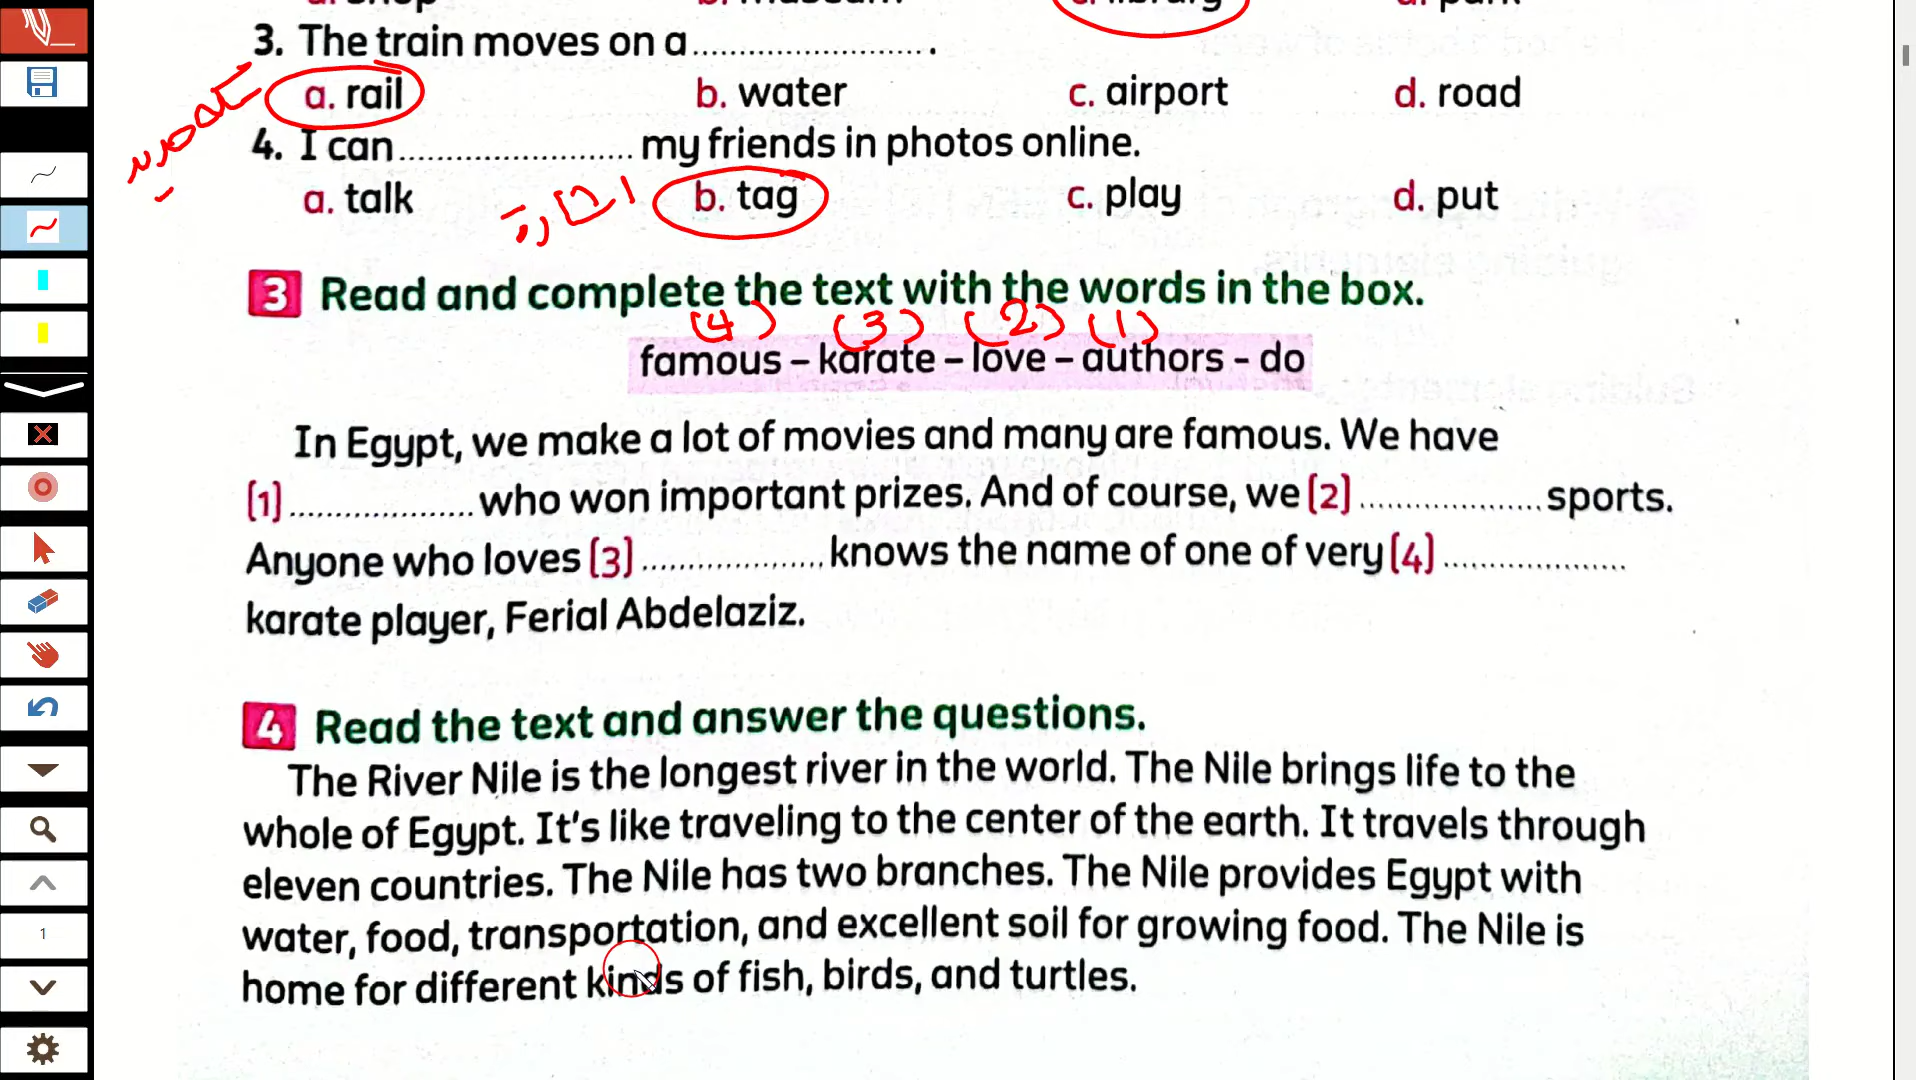 3. The train moves on a ........................ .
a. rail b. water c. airport d. road
4. I can ........................ my friends in photos online.
a. talk b. tag c. play d. put
3 Read and complete the text with the words in the box.
(4) (3) (2) (1)
famous – karate – love – authors - do
In Egypt, we make a lot of movies and many are famous. We have
(1) .................... who won important prizes. And of course, we (2) .................... sports.
Anyone who loves (3) .................... knows the name of one of very (4) ....................
karate player, Ferial Abdelaziz.
4 Read the text and answer the questions.
The River Nile is the longest river in the world. The Nile brings life to the
whole of Egypt. It's like traveling to the center of the earth. It travels through
eleven countries. The Nile has two branches. The Nile provides Egypt with
water, food, transportation, and excellent soil for growing food. The Nile is
home for different kinds of fish, birds, and turtles.
1